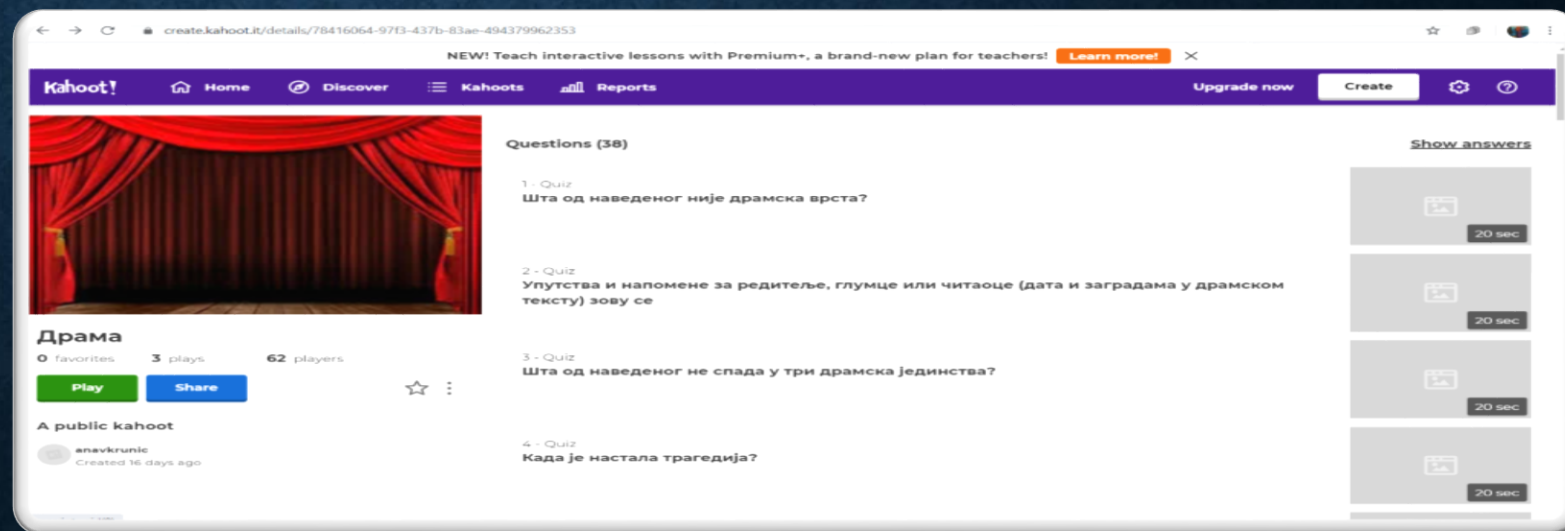 create.kahoot.it/details/78416064-97f3-437b-83ae-494379962353
NEW! Teach interactive lessons with Premium+, a brand-new plan for teachers! Learn more!
Kahoot! Home Discover Kahoots Reports Upgrade now Create
Questions (38) Show answers
1 - Quiz
Шта од наведеног није драмска врста?
20 sec
2 - Quiz
Упутства и напомене за редитеље, глумце или читаоце (дата и заградама у драмском
тексту) зову се
20 sec
Драма
0 favorites 3 plays 62 players
Play Share
A public kahoot
anavkrunic
Created 16 days ago
3 - Quiz
Шта од наведеног не спада у три драмска јединства?
20 sec
4 - Quiz
Када је настала трагедија?
20 sec